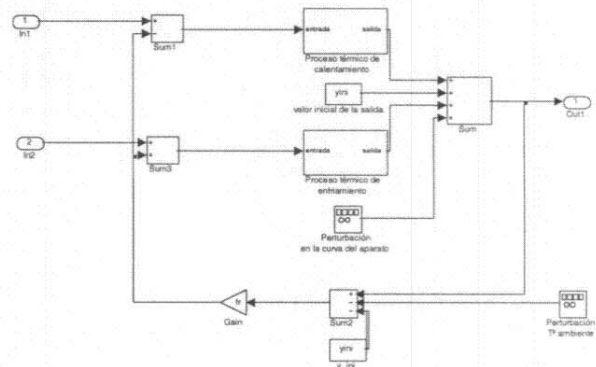 1
In1
Sum1
entrada
salida
Proceso térmico de
calentamiento
yini
valor inicial de la salida
Sum
1
Out1
2
In2
Sum3
entrada
salida
Proceso térmico de
enfriamiento
Perturbación
en la curva del aparato
fr
Gain
Sum2
yini
y_ini
Perturbación
Tª ambiente